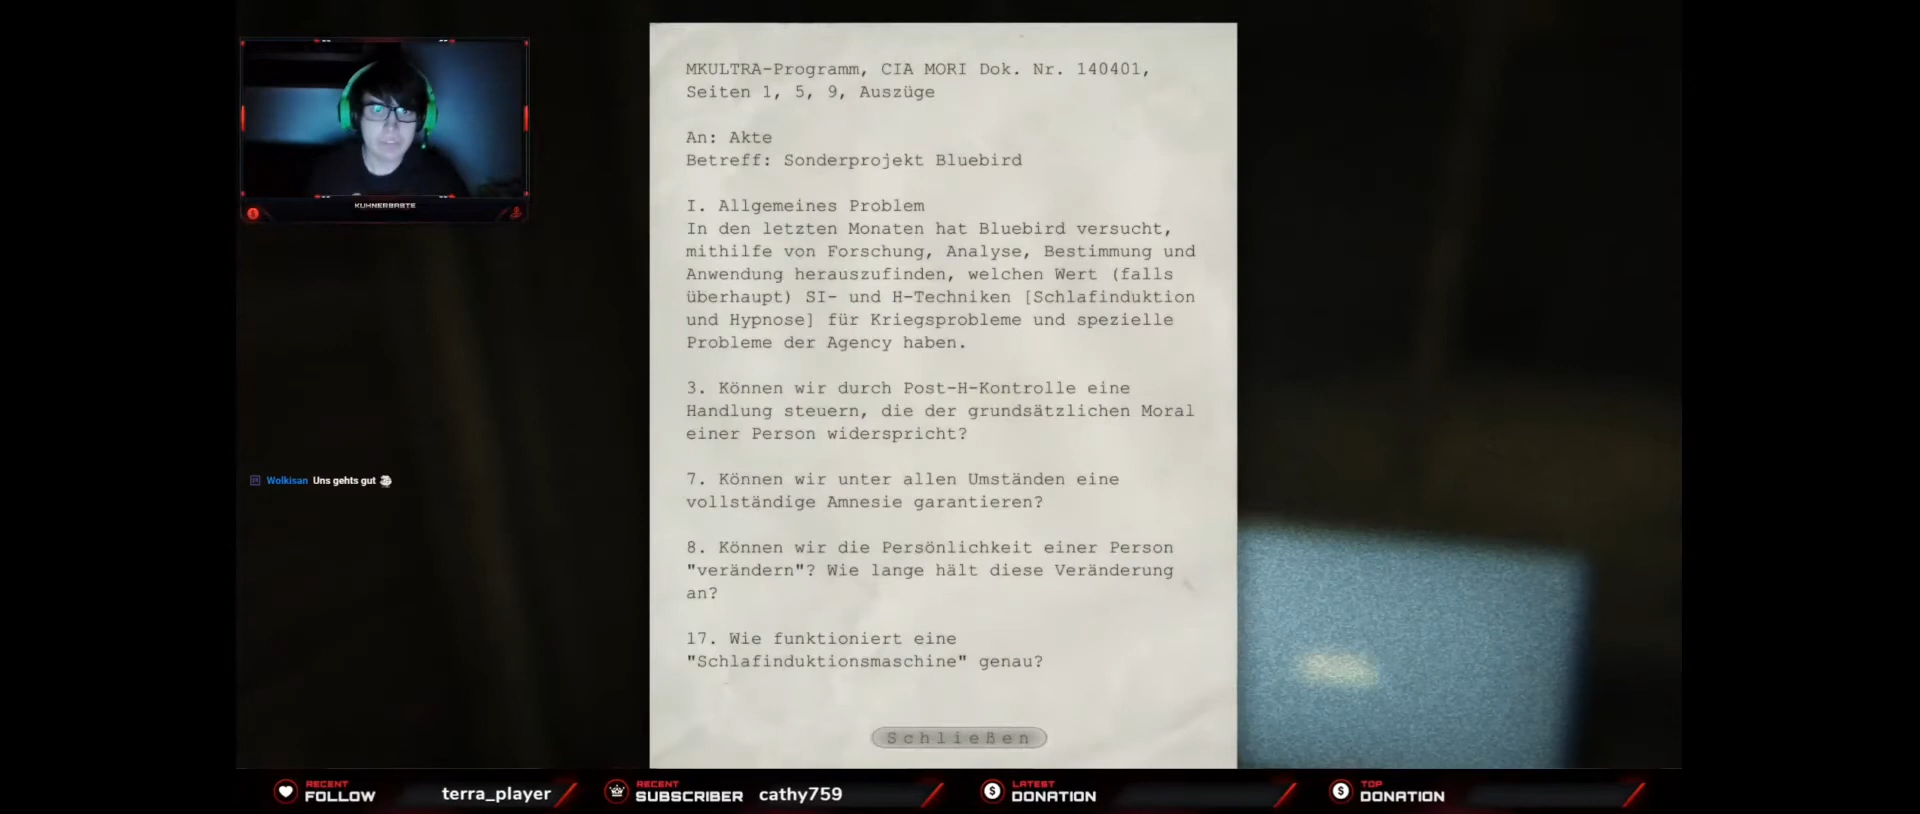 MKULTRA-Programm, CIA MORI Dok. Nr. 140401,
Seiten 1, 5, 9, Auszüge
An: Akte
Betreff: Sonderprojekt Bluebird
I. Allgemeines Problem
In den letzten Monaten hat Bluebird versucht,
mithilfe von Forschung, Analyse, Bestimmung und
Anwendung herauszufinden, welchen Wert (falls
überhaupt) SI- und H-Techniken [Schlafinduktion
und Hypnose] für Kriegsprobleme und spezielle
Probleme der Agency haben.
3. Können wir durch Post-H-Kontrolle eine
Handlung steuern, die der grundsätzlichen Moral
einer Person widerspricht?
7. Können wir unter allen Umständen eine
vollständige Amnesie garantieren?
8. Können wir die Persönlichkeit einer Person
"verändern"? Wie lange hält diese Veränderung
an?
17. Wie funktioniert eine
"Schlafinduktionsmaschine" genau?
Schließen
KUHNERBABTE
Wolkisan Uns gehts gut
RECENT
FOLLOW
terra_player
RECENT
SUBSCRIBER
cathy759
LATEST
DONATION
TOP
DONATION